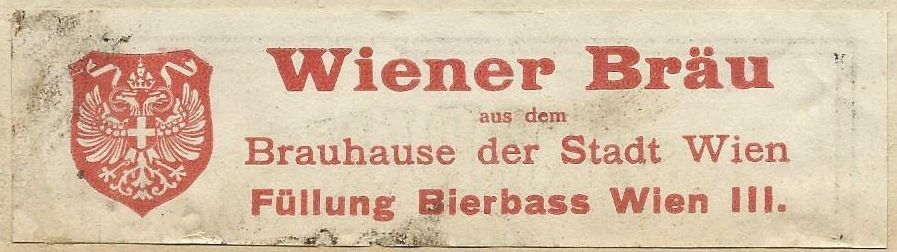 Wiener Bräu
aus dem
Brauhause der Stadt Wien
Füllung Bierbass Wien III.